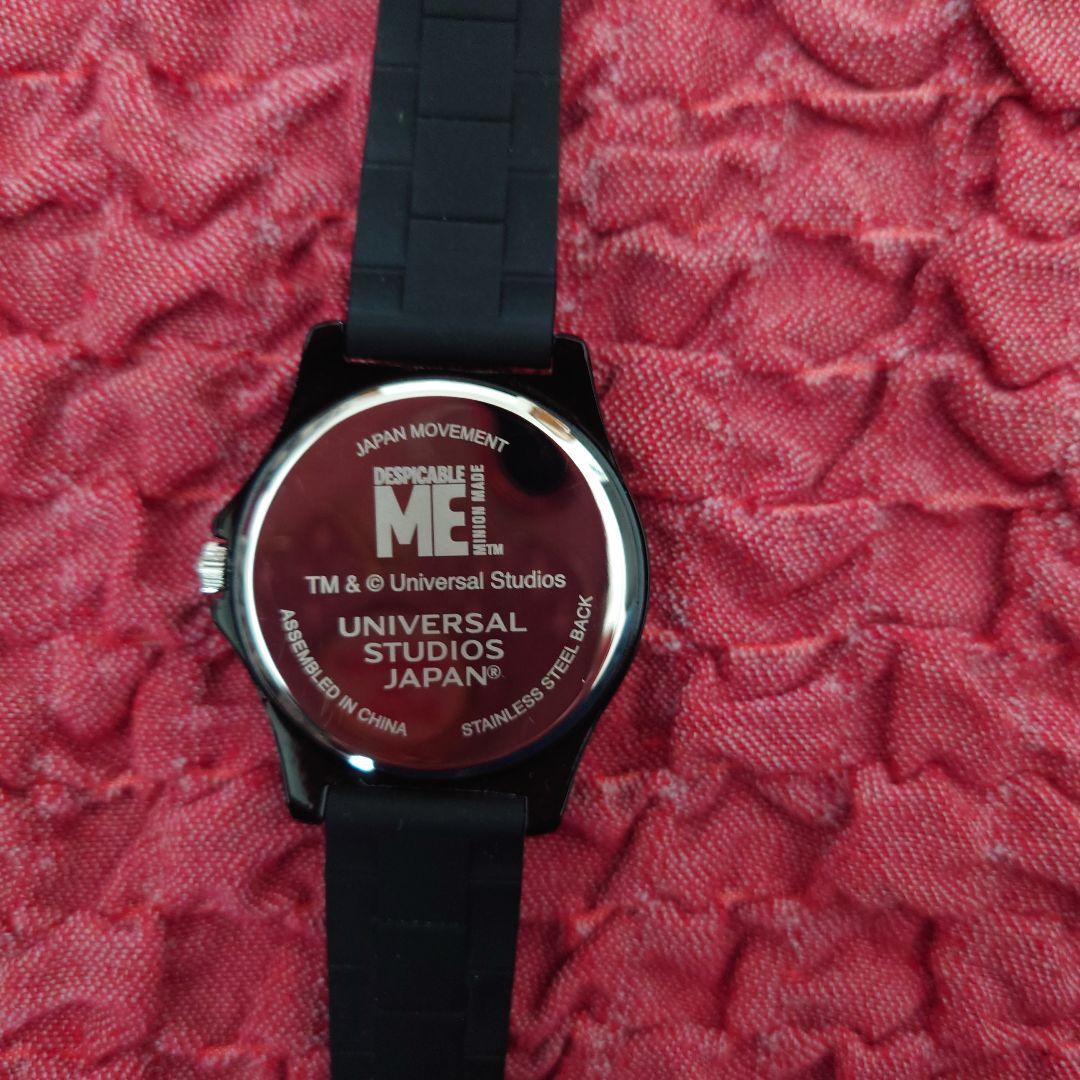 JAPAN MOVEMENT
DESPICABLE
ME
MINION MADE
TM
TM & © Universal Studios
UNIVERSAL
STUDIOS
JAPAN®
ASSEMBLED IN CHINA
STAINLESS STEEL BACK